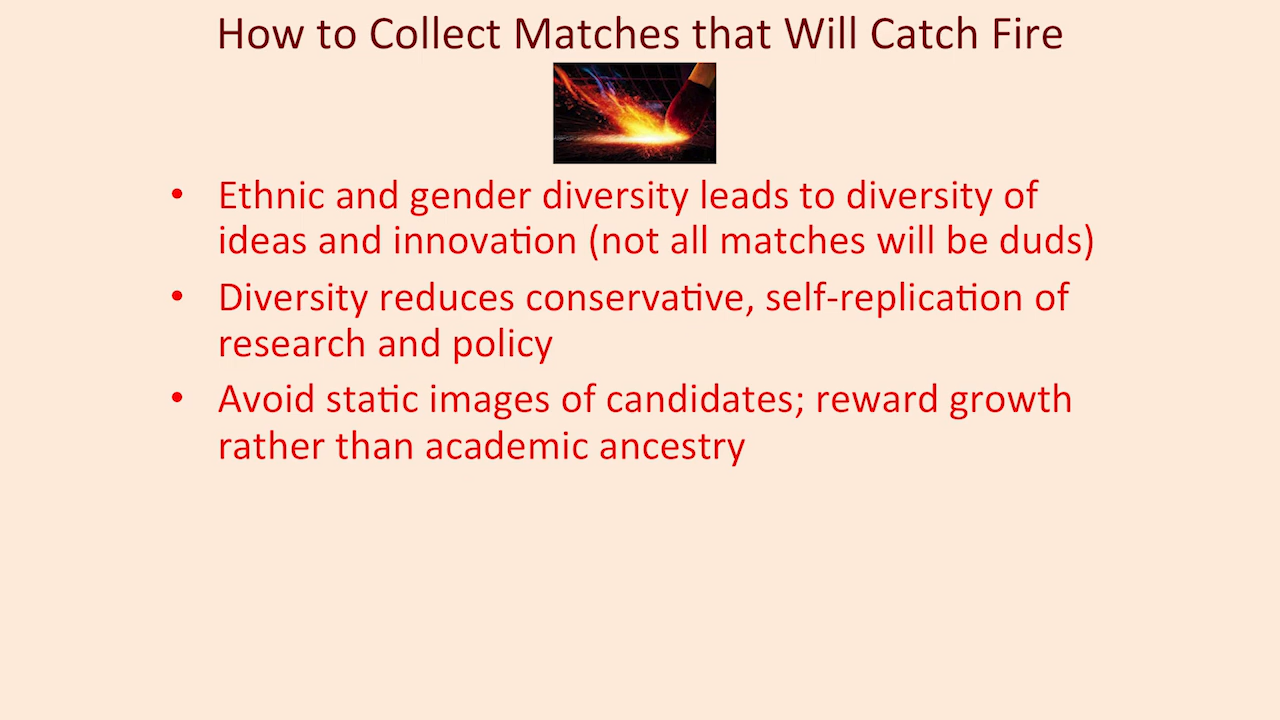 How to Collect Matches that Will Catch Fire
• Ethnic and gender diversity leads to diversity of
ideas and innovation (not all matches will be duds)
• Diversity reduces conservative, self-replication of
research and policy
• Avoid static images of candidates; reward growth
rather than academic ancestry